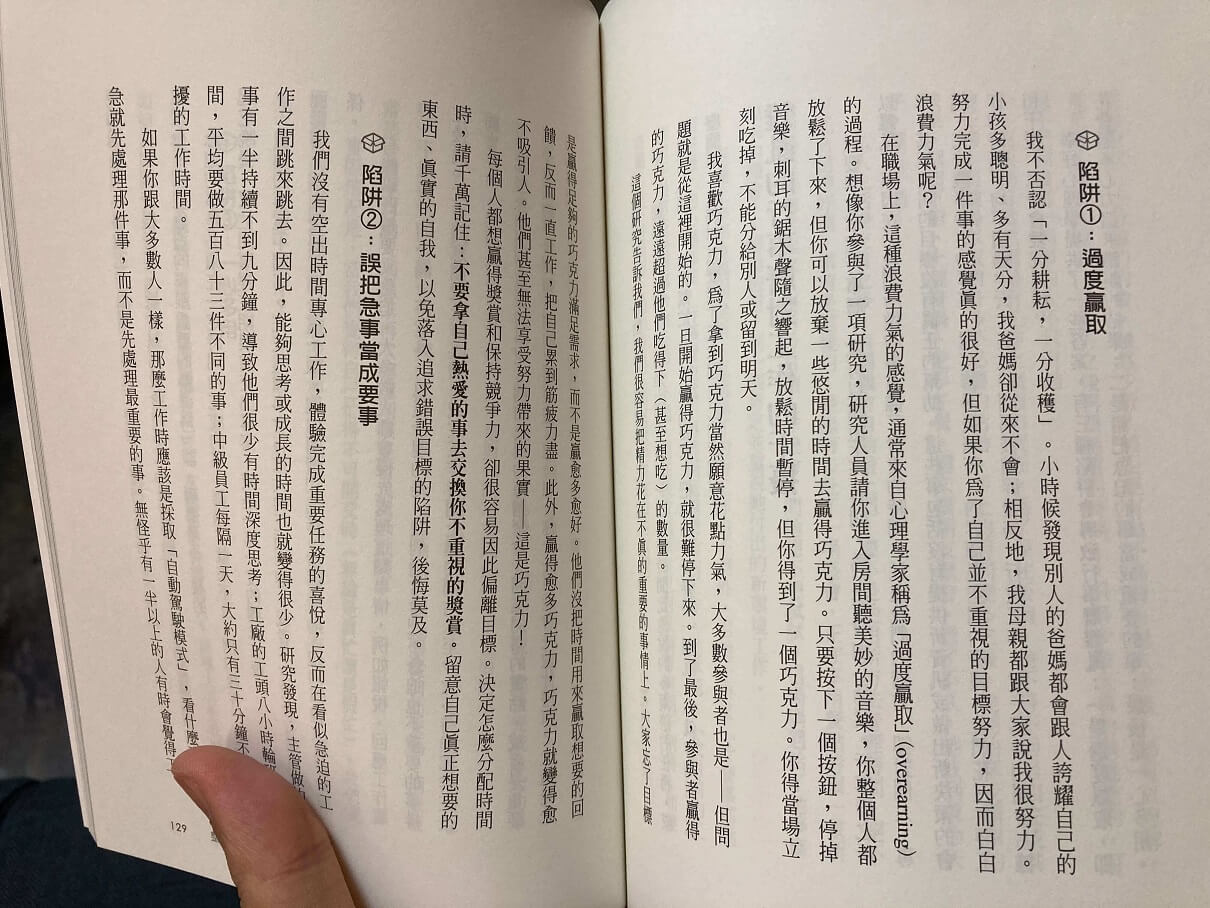 陷阱①：過度贏取
我不否認「一分耕耘，一分收穫」。小時候發現別人的爸媽都會跟人誇耀自己的
小孩多聰明、多有天分，我爸媽卻從來不會；相反地，我母親都跟大家說我很努力。
努力完成一件事的感覺真的很好，但如果你為了自己並不重視的目標努力，因而白白
浪費力氣呢？
在職場上，這種浪費力氣的感覺，通常來自心理學家稱為「過度贏取」（overearning）
的過程。想像你參與了一項研究，研究人員請你進入房間聽美妙的音樂，你整個人都
放鬆了下來，但你可以放棄一些悠閒的時間去贏得巧克力。只要按下一個按鈕，停掉
音樂，刺耳的鋸木聲隨之響起，放鬆時間暫停，但你得到了一個巧克力。你得當場立
刻吃掉，不能分給別人或留到明天。
我喜歡巧克力，為了拿到巧克力當然願意花點力氣，大多數參與者也是——但問
題就是從這裡開始的。一旦開始贏得巧克力，就很難停下來。到了最後，參與者贏得
的巧克力，遠遠超過他們吃得下（甚至想吃）的數量。
這個研究告訴我們，我們很容易把精力花在不真的重要的事情上。大家忘了目標
是贏得足夠的巧克力滿足需求，而不是贏愈多愈好。他們沒把時間用來贏取想要的回
饋，反而一直工作，把自己累到筋疲力盡。此外，贏得愈多巧克力，巧克力就變得愈
不吸引人。他們甚至無法享受努力帶來的果實——這是巧克力！
每個人都想贏得獎賞和保持競爭力，卻很容易因此偏離目標。決定怎麼分配時間
時，請千萬記住：不要拿自己熱愛的事去交換你不重視的獎賞。留意自己真正想要的
東西、真實的自我，以免落入追求錯誤目標的陷阱，後悔莫及。
陷阱②：誤把急事當成要事
我們沒有空出時間專心工作，體驗完成重要任務的喜悅，反而在看似急迫的工
作之間跳來跳去。因此，能夠思考或成長的時間也就變得很少。研究發現，主管做的
事有一半持續不到九分鐘，導致他們很少有時間深度思考；工廠的工頭八小時輪
間，平均要做五百八十三件不同的事；中級員工每隔一天，大約只有三十分鐘不
擾的工作時間。
如果你跟大多數人一樣，那麼工作時應該是採取「自動駕駛模式」，看什麼
急就先處理那件事，而不是先處理最重要的事。無怪乎有一半以上的人有時會覺得
129